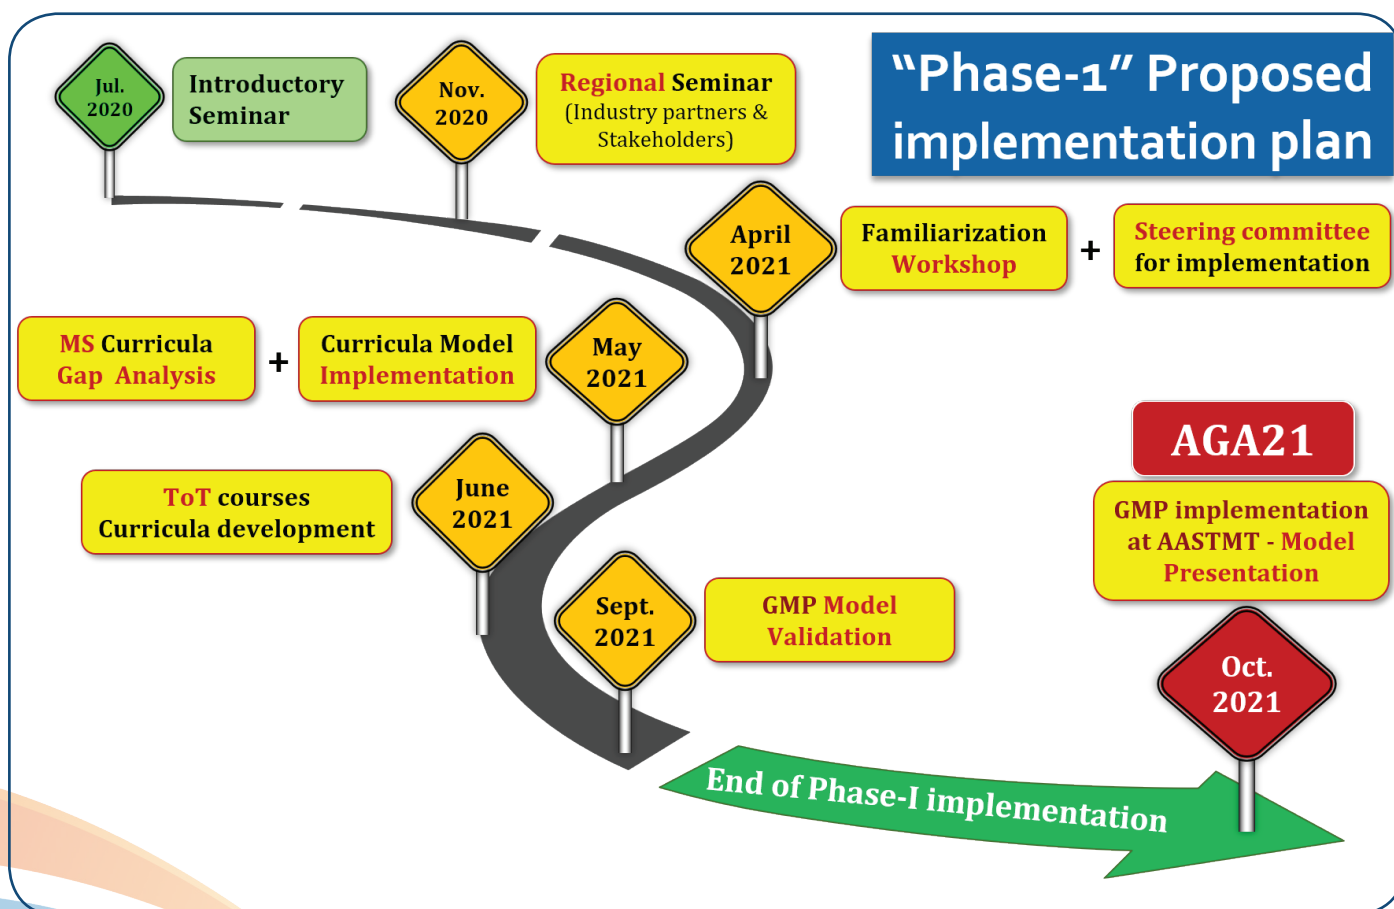 Jul.
2020
Introductory
Seminar
Nov.
2020
Regional Seminar
(Industry partners &
Stakeholders)
“Phase-1” Proposed
implementation plan
April
2021
Familiarization
Workshop
+
Steering committee
for implementation
MS Curricula
Gap Analysis
+
Curricula Model
Implementation
May
2021
ToT courses
Curricula development
June
2021
Sept.
2021
GMP Model
Validation
AGA21
GMP implementation
at AASTMT - Model
Presentation
Oct.
2021
End of Phase-I implementation